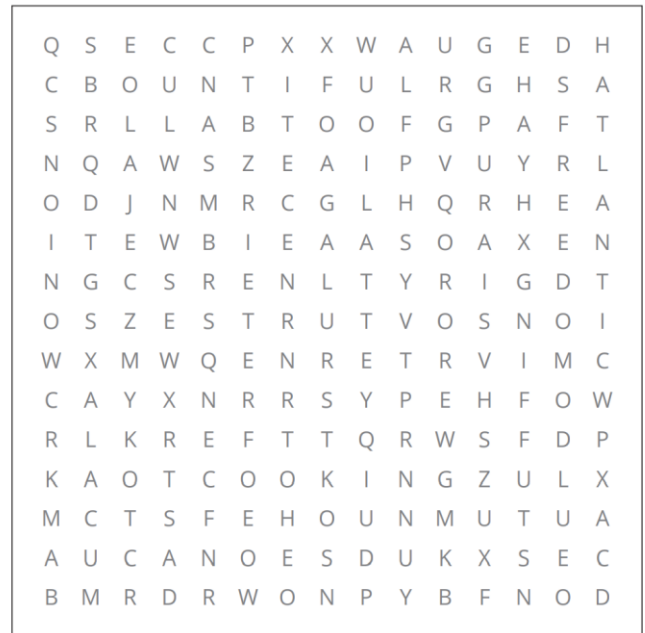 Q S E C C P X X W A U G E D H
C B O U N T I F U L R G H S A
S R L L A B T O O F G P A F T
N Q A W S Z E A I P V U Y R L
O D J N M R C G L H Q R H E A
I T E W B I E A A S O A X E N
N G C S R E N L T Y R I G D T
O S Z E S T R U T V O S N O I
W X M W Q E N R E T R V I M C
C A Y X N R R S Y P E H F O W
R L K R E F T T Q R W S F D P
K A O T C O O K I N G Z U L X
M C T S F E H O U N M U T U A
A U C A N O E S D U K X S E C
B M R D R W O N P Y B F N O D